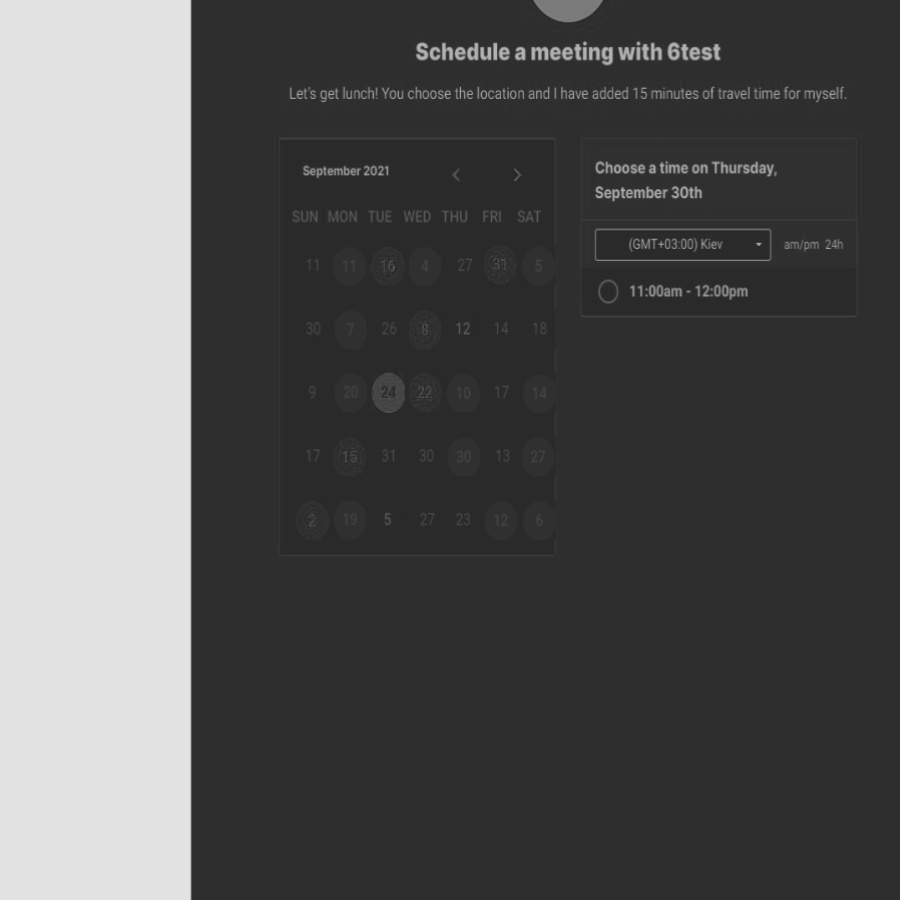 Schedule a meeting with 6test
Let's get lunch! You choose the location and I have added 15 minutes of travel time for myself.
September 2021
SUN MON TUE WED THU FRI SAT
11 11 16 4 27 31 5
30 7 26 8 12 14 18
9 20 24 22 10 17 14
17 15 31 30 30 13 27
2 19 5 27 23 12 6
Choose a time on Thursday,
September 30th
(GMT+03:00) Kiev am/pm 24h
11:00am - 12:00pm